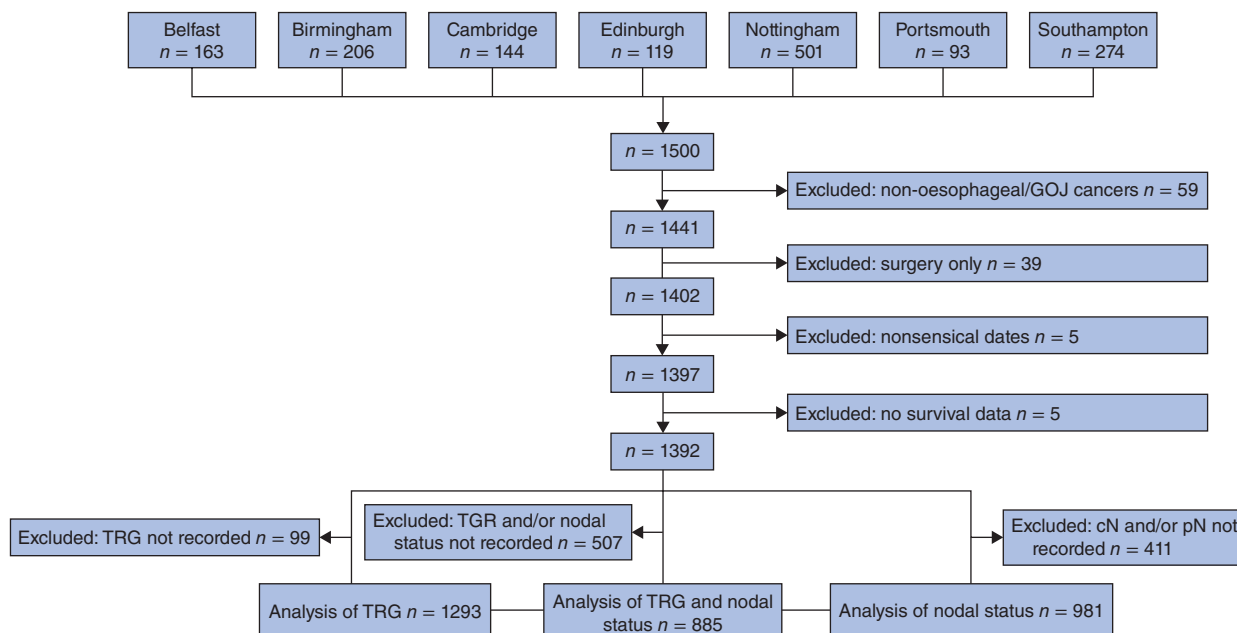 Belfast
n = 163
Birmingham
n = 206
Cambridge
n = 144
Edinburgh
n = 119
Nottingham
n = 501
Portsmouth
n = 93
Southampton
n = 274
n = 1500
Excluded: non-oesophageal/GOJ cancers n = 59
n = 1441
Excluded: surgery only n = 39
n = 1402
Excluded: nonsensical dates n = 5
n = 1397
Excluded: no survival data n = 5
n = 1392
Excluded: TRG not recorded n = 99
Excluded: TGR and/or nodal
status not recorded n = 507
Excluded: cN and/or pN not
recorded n = 411
Analysis of TRG n = 1293
Analysis of TRG and nodal
status n = 885
Analysis of nodal status n = 981